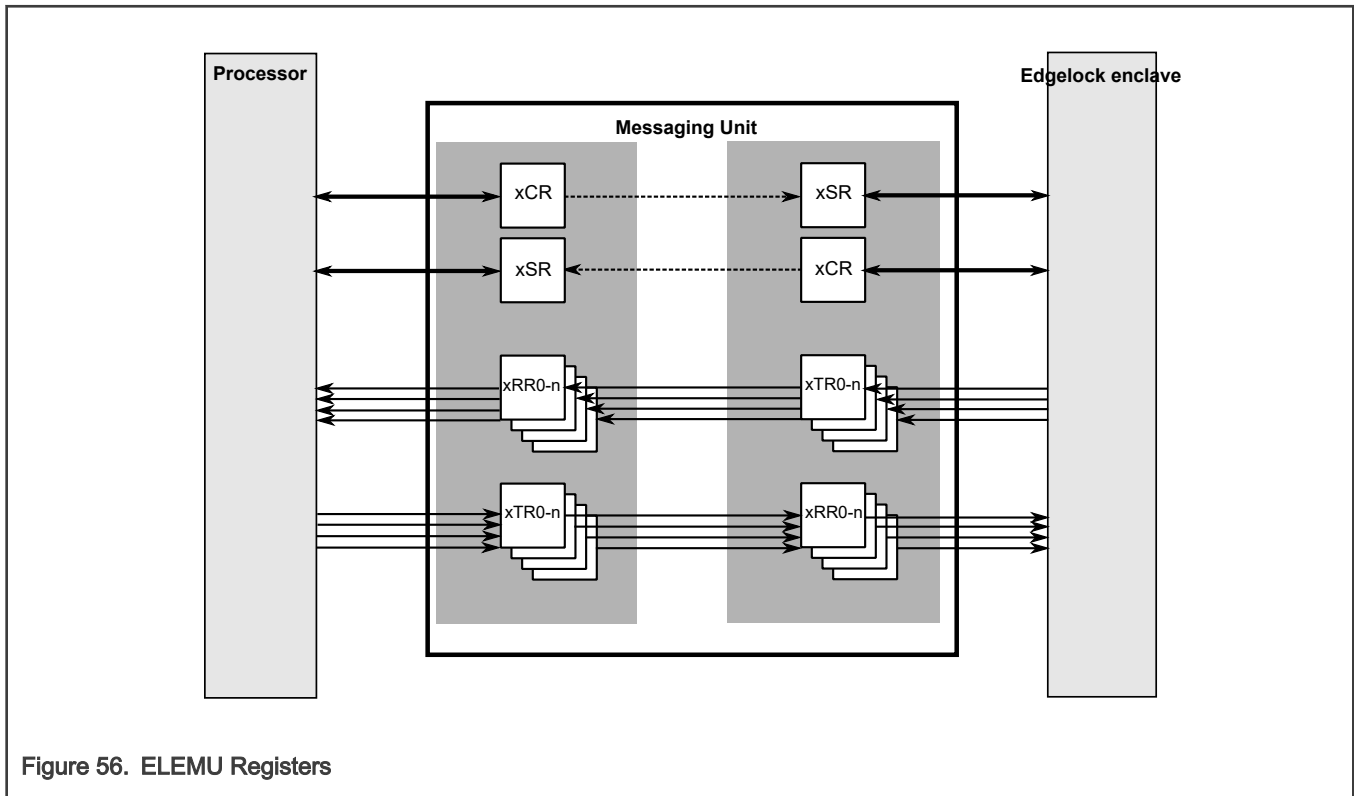 Processor
Edgelock enclave
Messaging Unit
xCR
xSR
xSR
xCR
xRR0-n
xTR0-n
xTR0-n
xRR0-n
Figure 56. ELEMU Registers